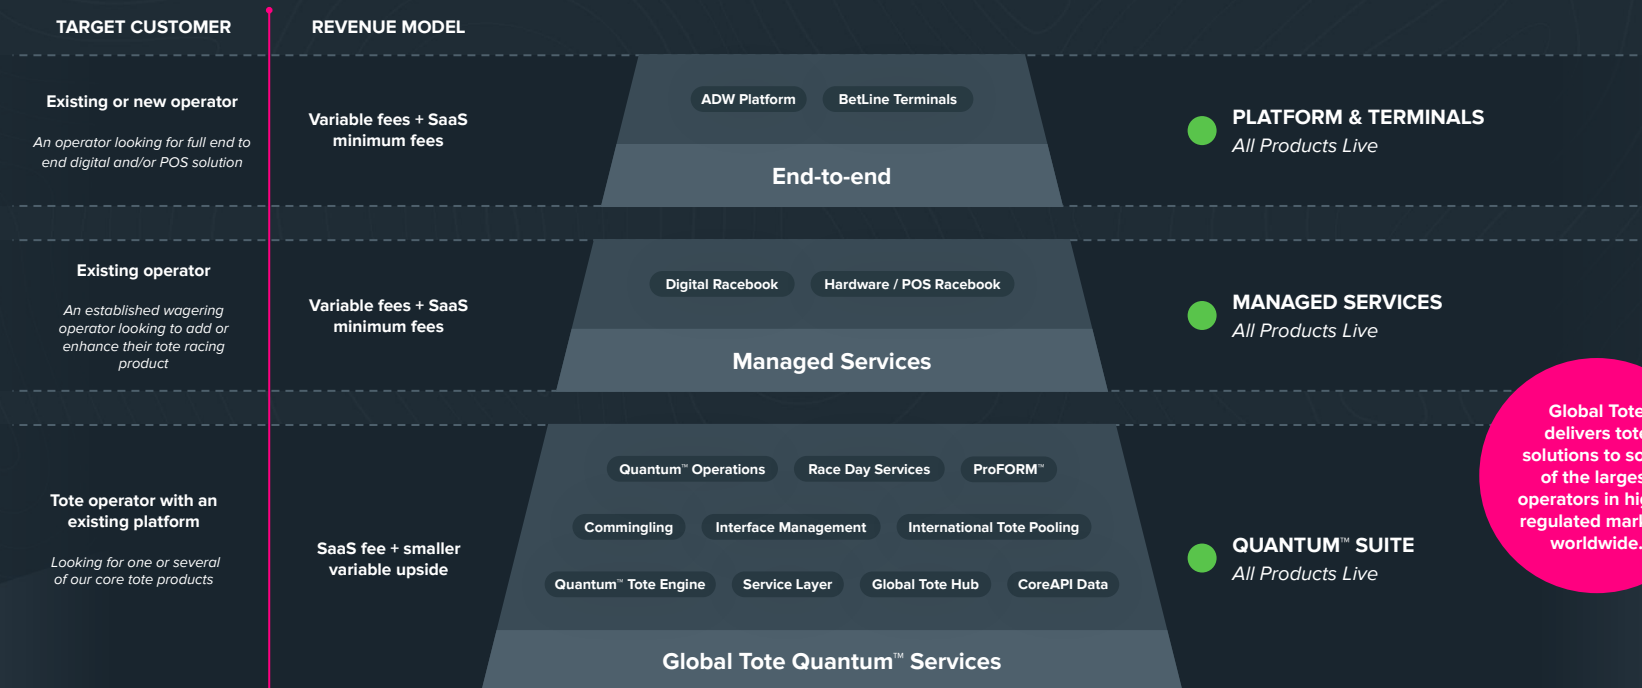 TARGET CUSTOMER
REVENUE MODEL
Existing or new operator
An operator looking for full end to
end digital and/or POS solution
Variable fees + SaaS
minimum fees
ADW Platform
BetLine Terminals
End-to-end
PLATFORM & TERMINALS
All Products Live
Existing operator
An established wagering
operator looking to add or
enhance their tote racing
product
Variable fees + SaaS
minimum fees
Digital Racebook
Hardware / POS Racebook
Managed Services
MANAGED SERVICES
All Products Live
Tote operator with an
existing platform
Looking for one or several
of our core tote products
SaaS fee + smaller
variable upside
Quantum™ Operations
Race Day Services
ProFORM™
Commingling
Interface Management
International Tote Pooling
Quantum™ Tote Engine
Service Layer
Global Tote Hub
CoreAPI Data
Global Tote Quantum™ Services
QUANTUM™ SUITE
All Products Live
Global Tote
delivers
solutions to
of the
operators in
regulated
worldwide.